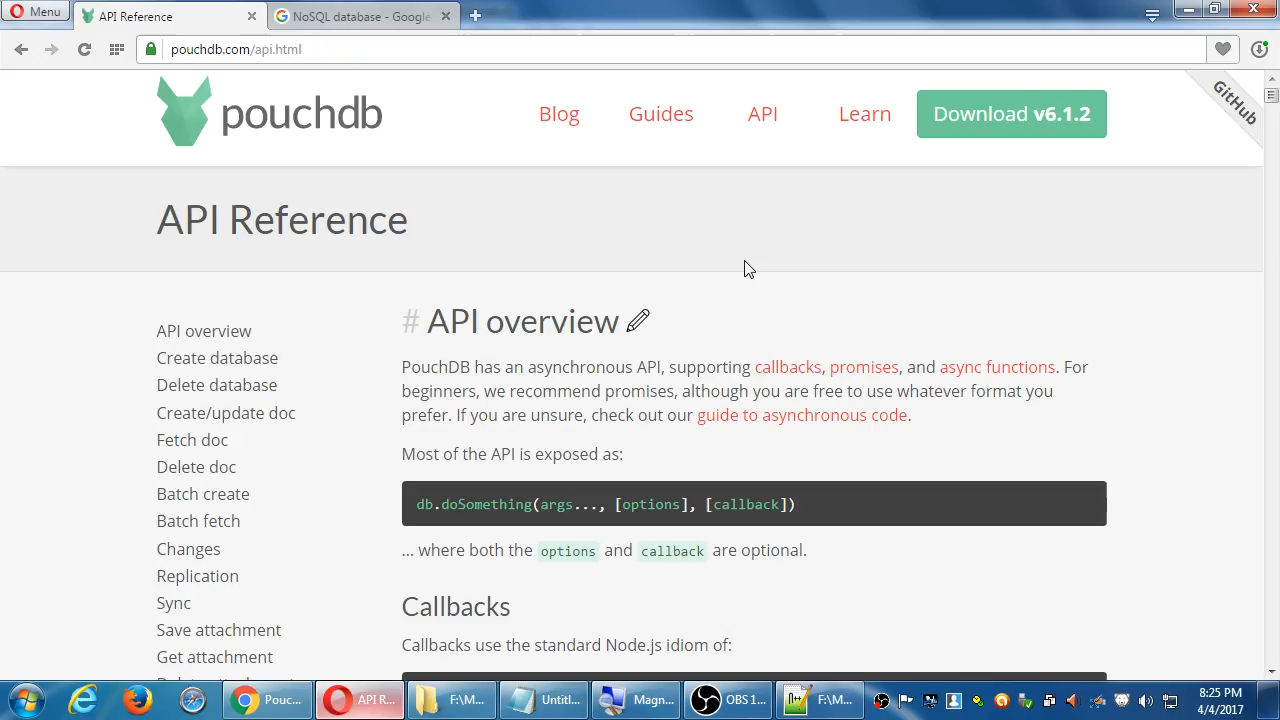 Menu
API Reference
NoSQL database - Google
pouchdb.com/api.html
GitHub
pouchdb
Blog
Guides
API
Learn
Download v6.1.2
API Reference
API overview
Create database
Delete database
Create/update doc
Fetch doc
Delete doc
Batch create
Batch fetch
Changes
Replication
Sync
Save attachment
Get attachment
# API overview
PouchDB has an asynchronous API, supporting callbacks, promises, and async functions. For
beginners, we recommend promises, although you are free to use whatever format you
prefer. If you are unsure, check out our guide to asynchronous code.
Most of the API is exposed as:
db.doSomething(args..., [options], [callback])
... where both the options and callback are optional.
Callbacks
Callbacks use the standard Node.js idiom of:
Pouc...
API R...
F:\M...
Untitl...
Magn...
OBS 1...
F:\M...
8:25 PM
4/4/2017